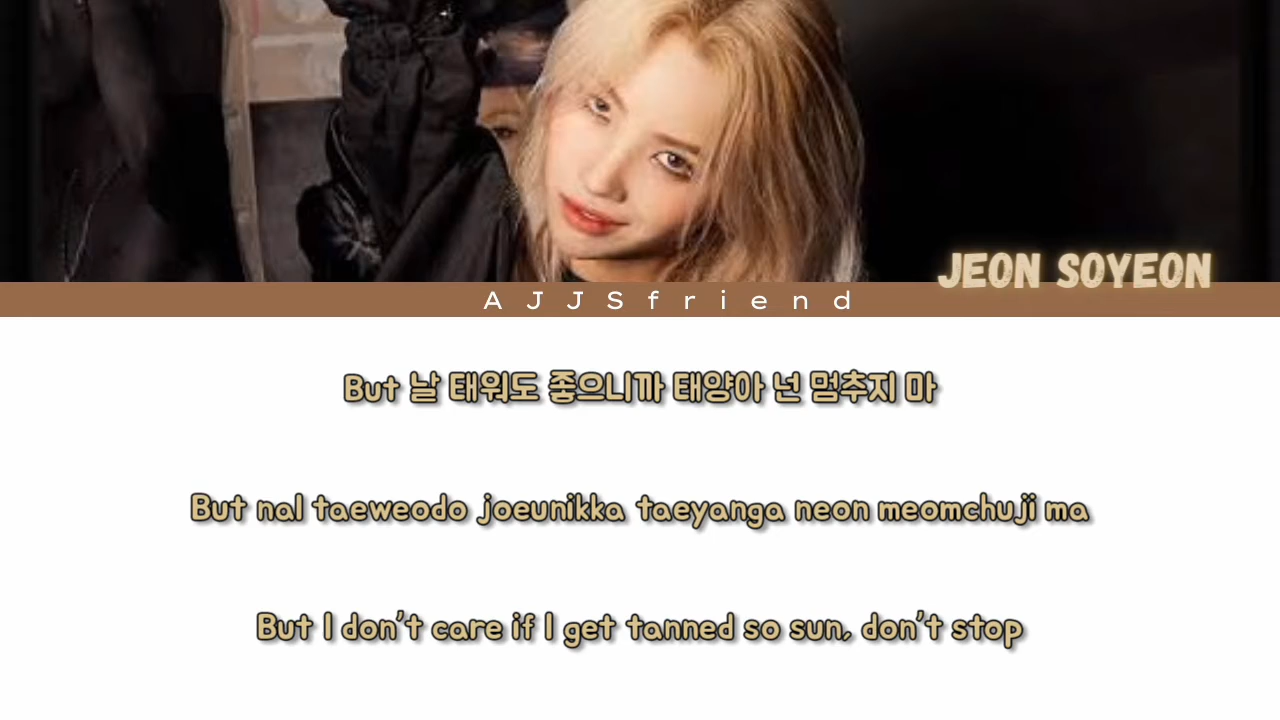 JEON SOYEON
AJJSfriend
But 날 태워도 좋으니까 태양아 넌 멈추지 마
But nal taeweodo joeunikka taeyanga neon meomchuji ma
But I don't care if I get tanned so sun, don't stop